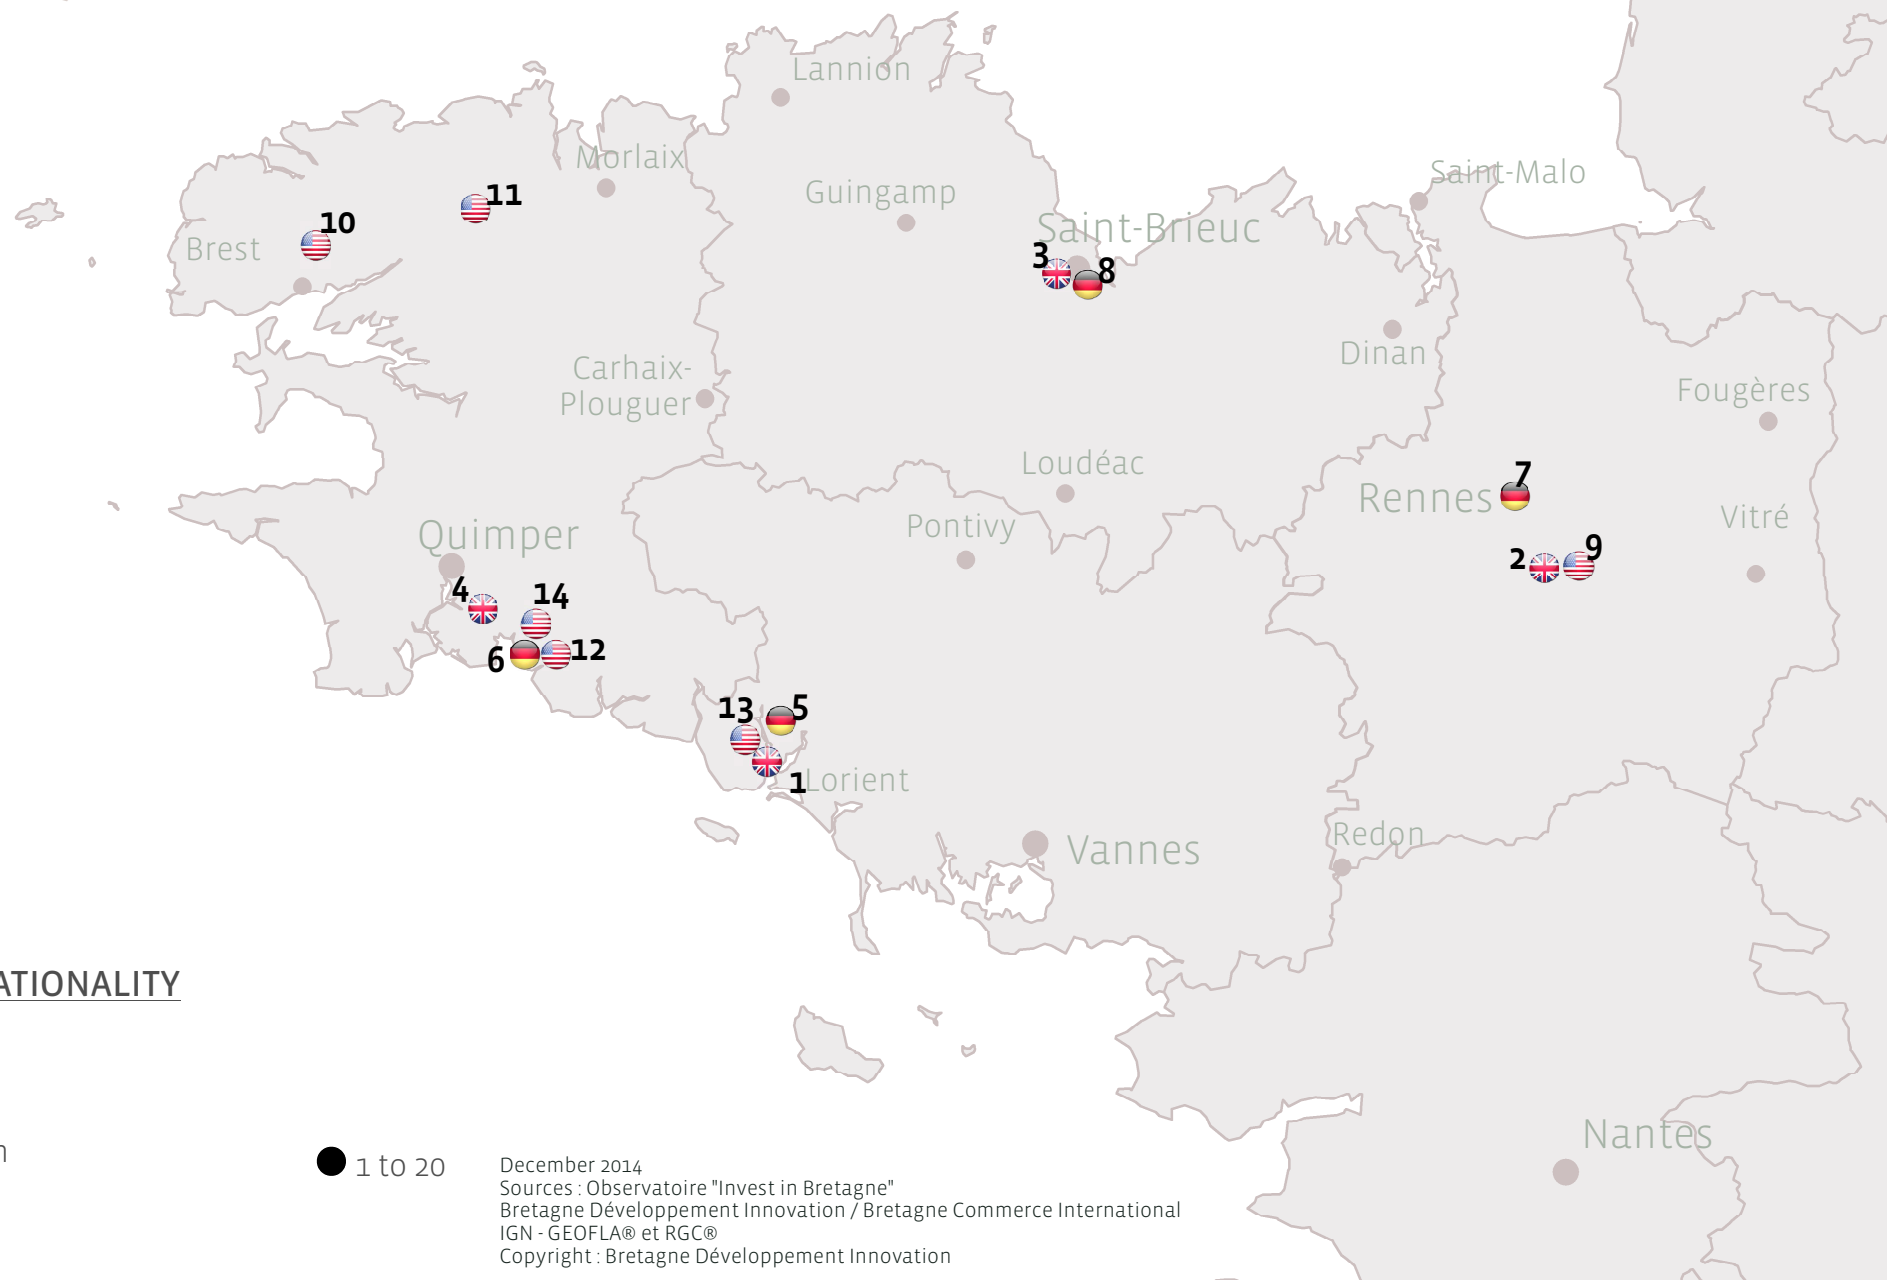 Lannion
Morlaix
11
Guingamp
Saint-Malo
10
Brest
Saint-Brieuc
3
8
Dinan
Carhaix-
Plouguer
Fougères
Loudéac
7
Rennes
Vitré
Pontivy
Quimper
2
9
4
14
6
12
13
5
1
Lorient
Redon
Vannes
ATIONALITY
Nantes
n
1 to 20
December 2014
Sources : Observatoire "Invest in Bretagne"
Bretagne Développement Innovation / Bretagne Commerce International
IGN - GEOFLA® et RGC®
Copyright : Bretagne Développement Innovation